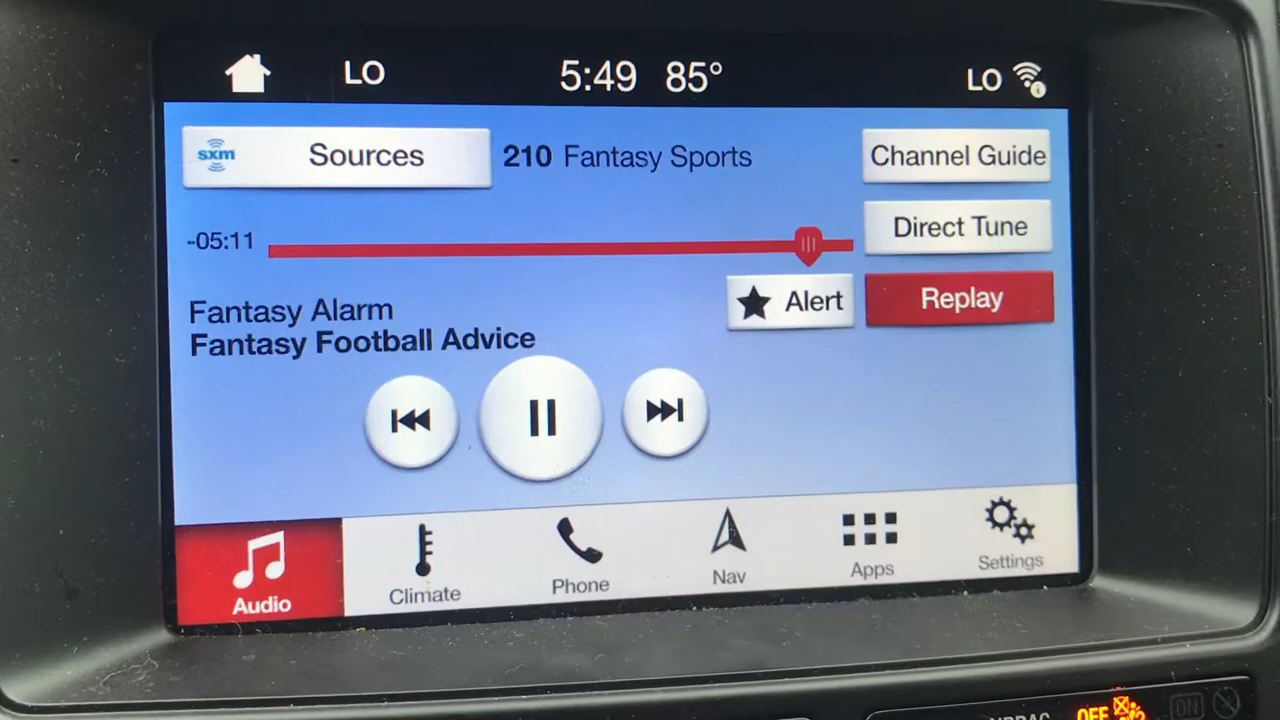 LO 5:49 85° LO
sxm Sources 210 Fantasy Sports Channel Guide
-05:11 Direct Tune
Fantasy Alarm Alert Replay
Fantasy Football Advice
Audio Climate Phone Nav Apps Settings
OFF ON